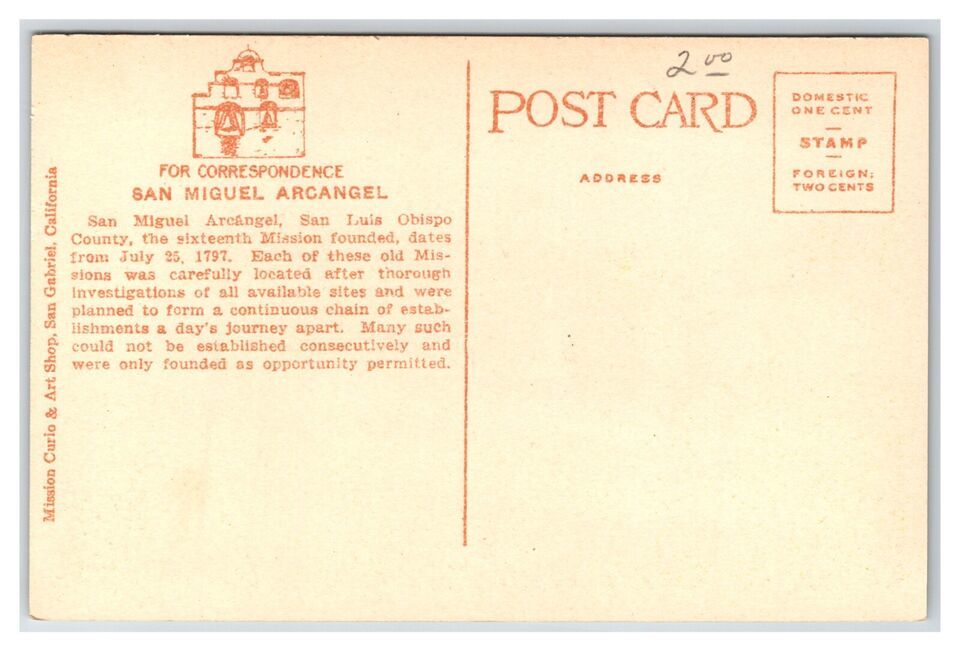 FOR CORRESPONDENCE
SAN MIGUEL ARCANGEL
San Miguel Arcángel, San Luis Obispo
County, the sixteenth Mission founded, dates
from July 25, 1797. Each of these old Mis-
sions was carefully located after thorough
investigations of all available sites and were
planned to form a continuous chain of estab-
lishments a day's journey apart. Many such
could not be established consecutively and
were only founded as opportunity permitted.
Mission Curio & Art Shop, San Gabriel, California
2 00
POST CARD
ADDRESS
DOMESTIC
ONE CENT
STAMP
FOREIGN:
TWO CENTS